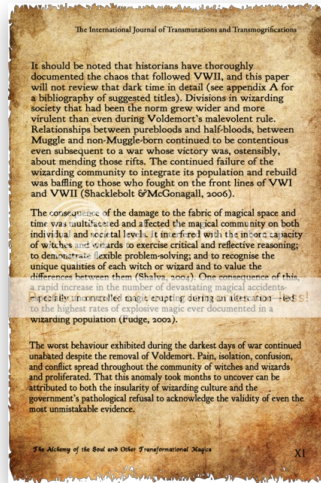 The International Journal of Transmutations and Transmogrifications
It should be noted that historians have thoroughly
documented the chaos that followed VWII, and this paper
will not review that dark time in detail (see appendix A for
a bibliography of suggested titles). Divisions in wizarding
society that had been the norm grew wider and more
virulent than even during Voldemort's malevolent rule.
Relationships between purebloods and half-bloods, between
Muggle and non-Muggle-born continued to be contentious
even subsequent to a war whose victory was, ostensibly,
about mending those rifts. The continued failure of the
wizarding community to integrate its population and rebuild
was baffling to those who fought on the front lines of VWI
and VWII (Shacklebolt & McGonagall, 2006).
The consequence of the damage to the fabric of magical space and
time was multifaceted and affected the magical community on both
individual and societal levels. It interfered with the inborn capacity
of witches and wizards to exercise critical and reflective reasoning;
to demonstrate flexible problem-solving; and to recognise the
unique qualities of each witch or wizard and to value the
differences between them (Shalva, 2004). One consequence of this,
a rapid increase in the number of devastating magical accidents-
especially uncontrolled magic erupting during an altercation -led
to the highest rates of explosive magic ever documented in a
wizarding population (Fudge, 2002).
The worst behaviour exhibited during the darkest days of war continued
unabated despite the removal of Voldemort. Pain, isolation, confusion,
and conflict spread throughout the community of witches and wizards
and proliferated. That this anomaly took months to uncover can be
attributed to both the insularity of wizarding culture and the
government's pathological refusal to acknowledge the validity of even the
most unmistakable evidence.
The Alchemy of the Soul and Other Transformational Magics
XI